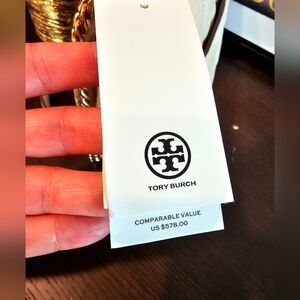 TORY BURCH
COMPARABLE VALUE
US $578.00